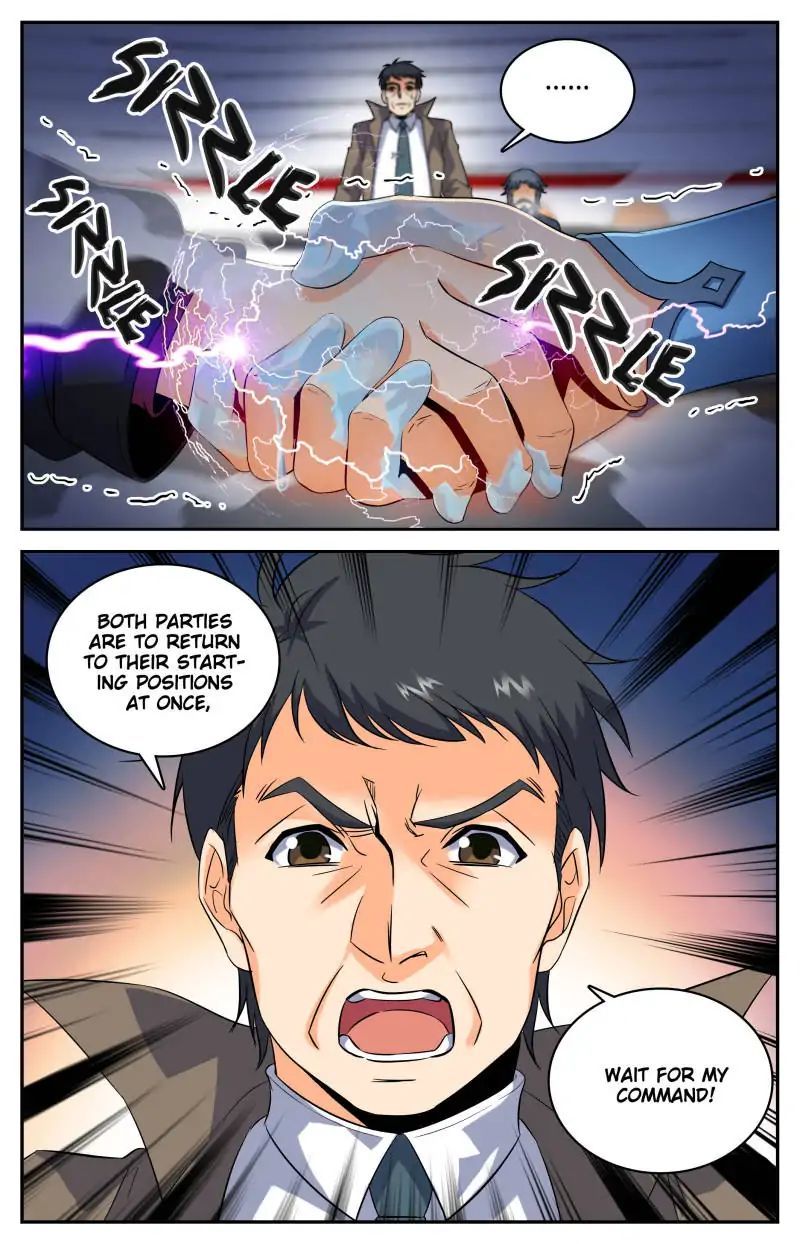 ......
SIZZLE
SIZZLE
SIZZLE
BOTH PARTIES
ARE TO RETURN
TO THEIR START-
ING POSITIONS
AT ONCE,
WAIT FOR MY
COMMAND!